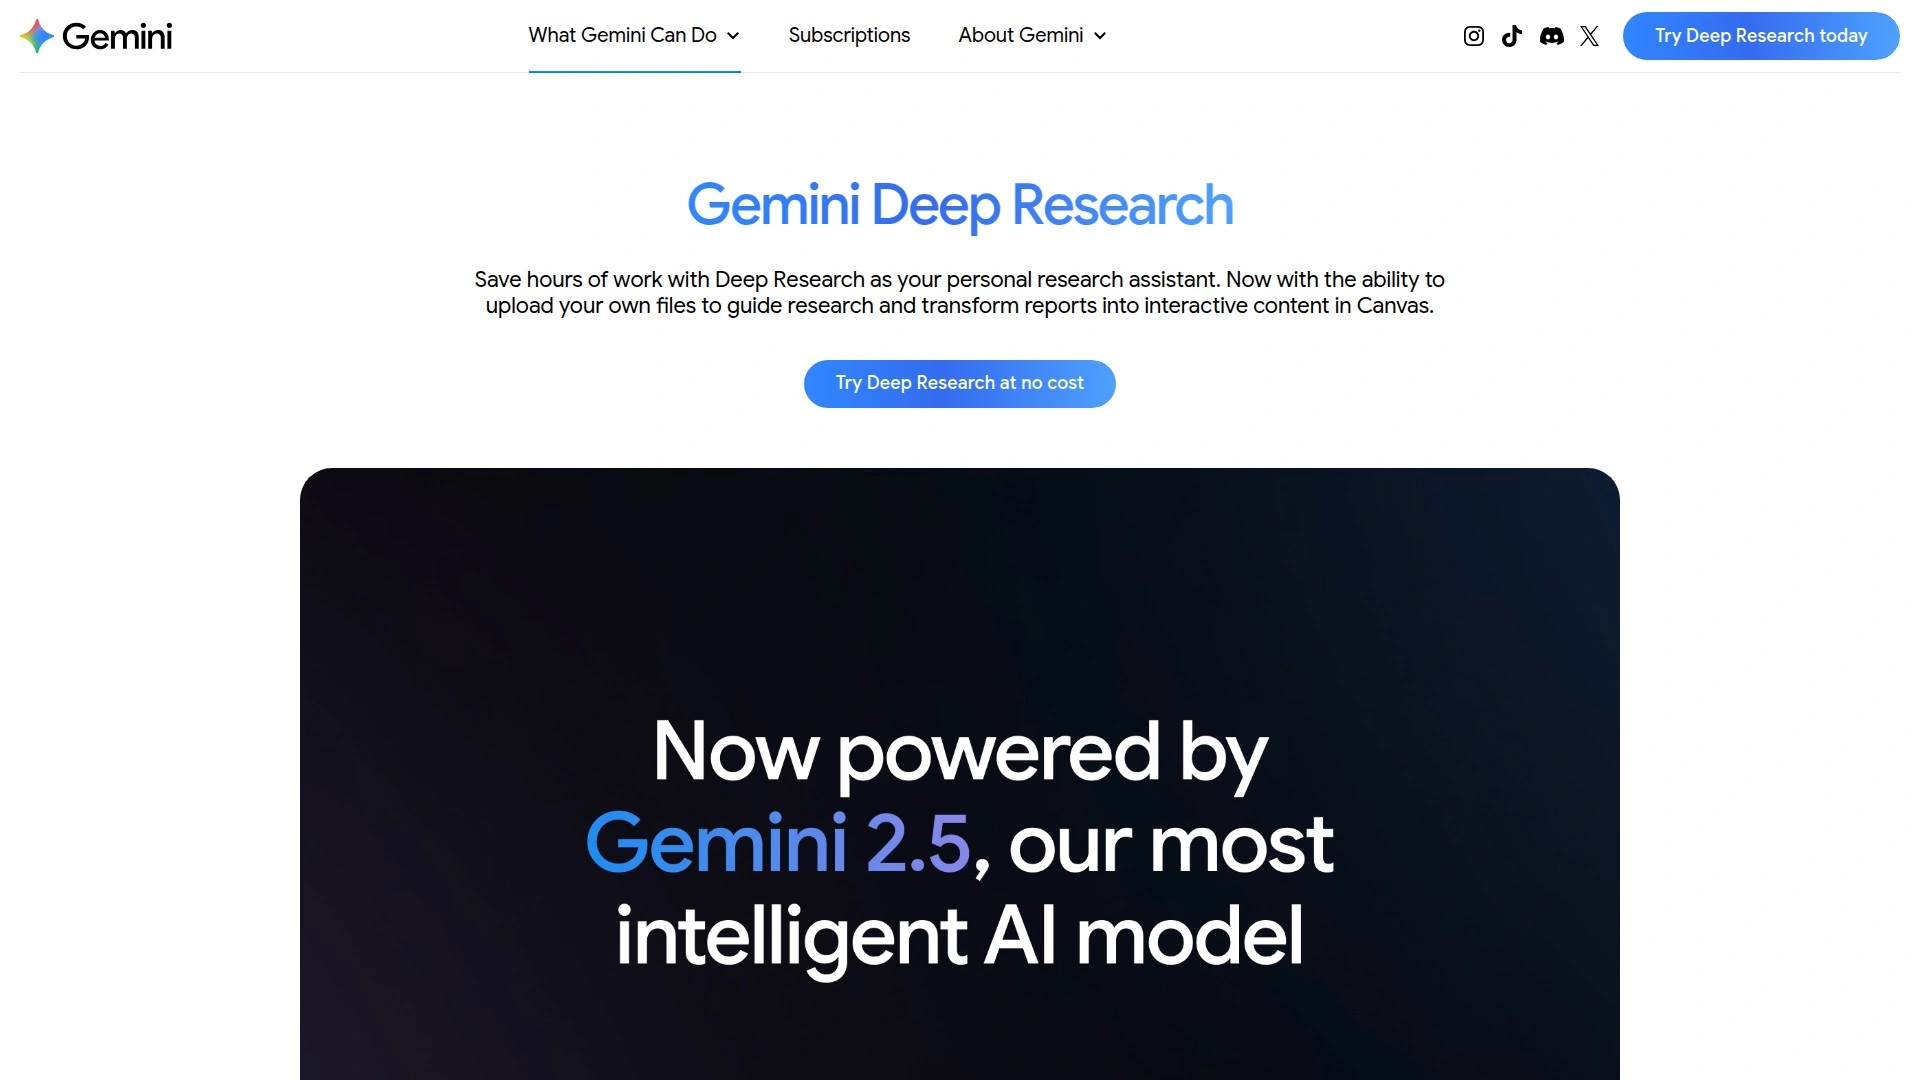 Gemini
What Gemini Can Do
Subscriptions
About Gemini
Try Deep Research today
Gemini Deep Research
Save hours of work with Deep Research as your personal research assistant. Now with the ability to
upload your own files to guide research and transform reports into interactive content in Canvas.
Try Deep Research at no cost
Now powered by
Gemini 2.5, our most
intelligent AI model